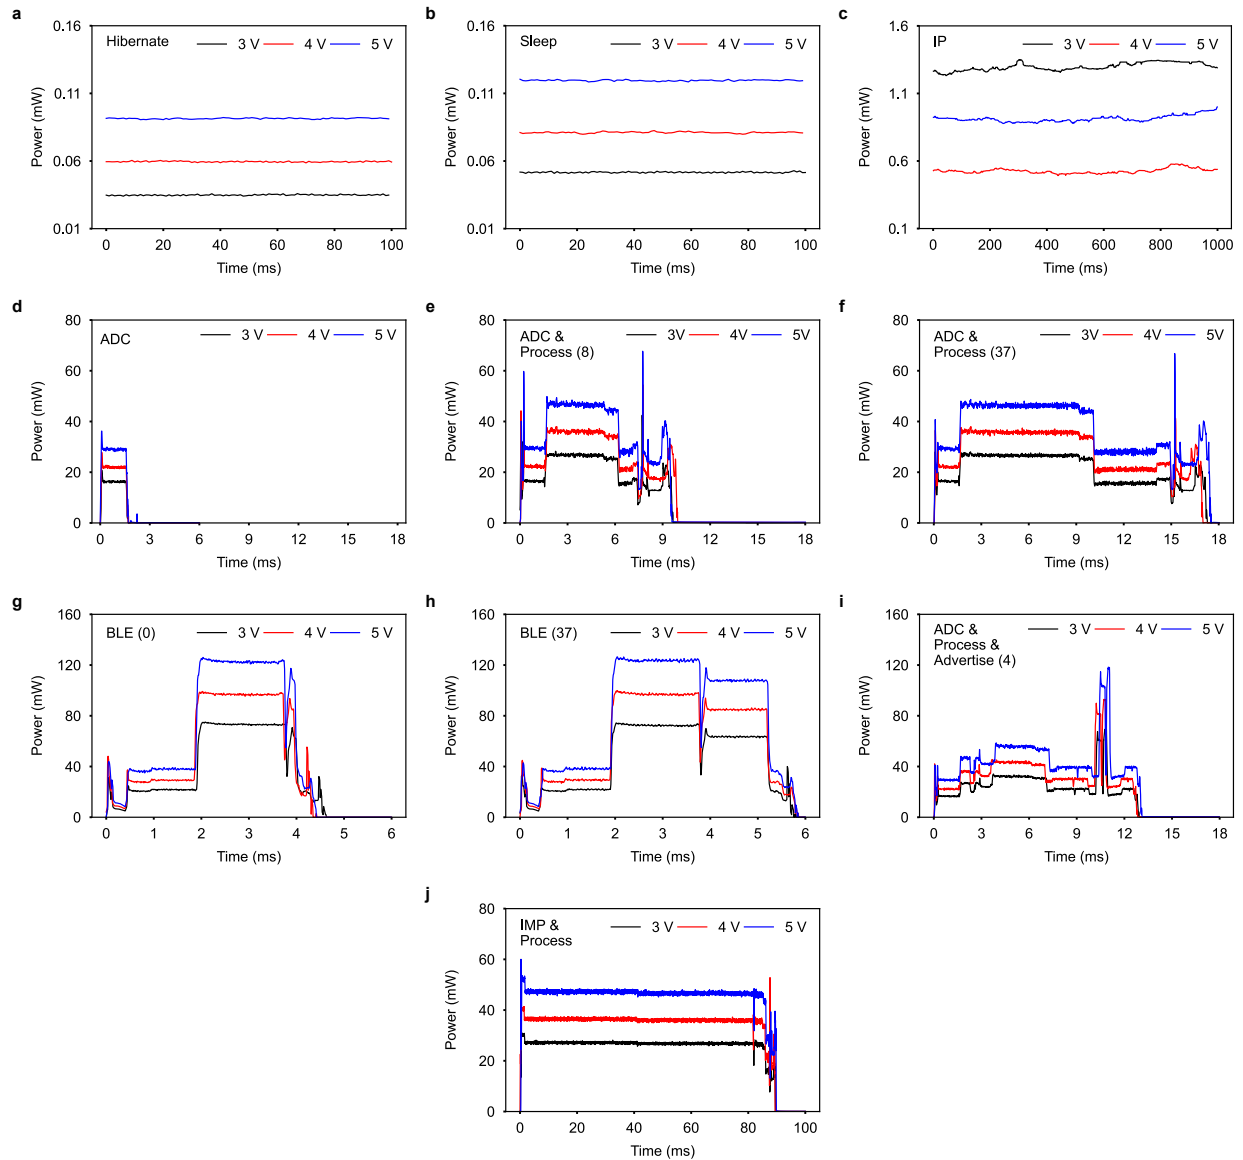 a
Hibernate
3 V
4 V
5 V
0.16
0.11
0.06
0.01
Power (mW)
0 20 40 60 80 100
Time (ms)
b
Sleep
3 V
4 V
5 V
0.16
0.11
0.06
0.01
Power (mW)
0 20 40 60 80 100
Time (ms)
c
IP
3 V
4 V
5 V
1.6
1.1
0.6
0.1
Power (mW)
0 200 400 600 800 1000
Time (ms)
d
ADC
3 V
4 V
5 V
80
60
40
20
0
Power (mW)
0 3 6 9 12 15 18
Time (ms)
e
ADC &
Process (8)
3V
4V
5V
80
60
40
20
0
Power (mW)
0 3 6 9 12 15 18
Time (ms)
f
ADC &
Process (37)
3 V
4 V
5 V
80
60
40
20
0
Power (mW)
0 3 6 9 12 15 18
Time (ms)
g
BLE (0)
3 V
4 V
5 V
160
120
80
40
0
Power (mW)
0 1 2 3 4 5 6
Time (ms)
h
BLE (37)
3 V
4 V
5 V
160
120
80
40
0
Power (mW)
0 1 2 3 4 5 6
Time (ms)
i
ADC &
Process &
Advertise (4)
3 V
4 V
5 V
160
120
80
40
0
Power (mW)
0 3 6 9 12 15 18
Time (ms)
j
IMP &
Process
3 V
4 V
5 V
80
60
40
20
0
Power (mW)
0 20 40 60 80 100
Time (ms)